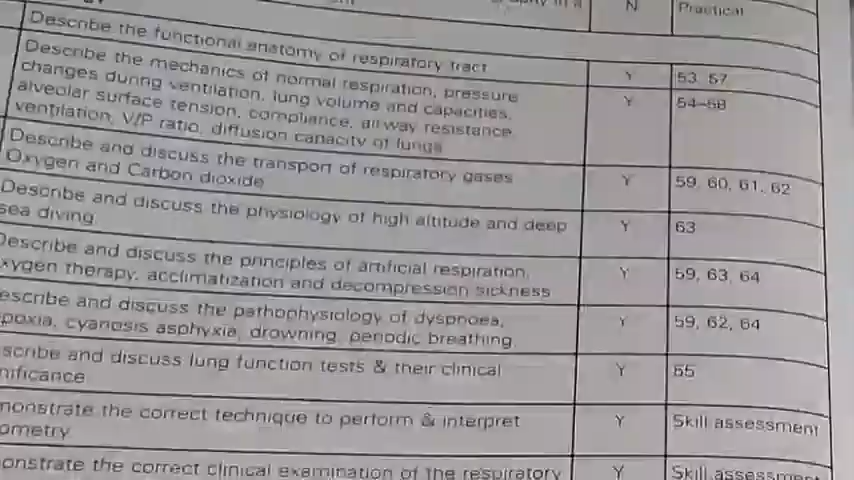 N Practical
Describe the functional anatomy of respiratory tract Y 53, 57
Describe the mechanics of normal respiration, pressure Y 54–58
changes during ventilation, lung volume and capacities,
alveolar surface tension, compliance, airway resistance,
ventilation, V/P ratio, diffusion capacity of lungs
Describe and discuss the transport of respiratory gases Y 59, 60, 61, 62
Oxygen and Carbon dioxide
Describe and discuss the physiology of high altitude and deep Y 63
sea diving
Describe and discuss the principles of artificial respiration, Y 59, 63, 64
xygen therapy, acclimatization and decompression sickness
escribe and discuss the pathophysiology of dyspnoea, Y 59, 62, 64
poxia, cyanosis asphyxia, drowning, periodic breathing
scribe and discuss lung function tests & their clinical Y
nificance
monstrate the correct technique to perform & interpret Y Skill assessment
ometry
onstrate the correct clinical examination of the respiratory Y Skill assessment